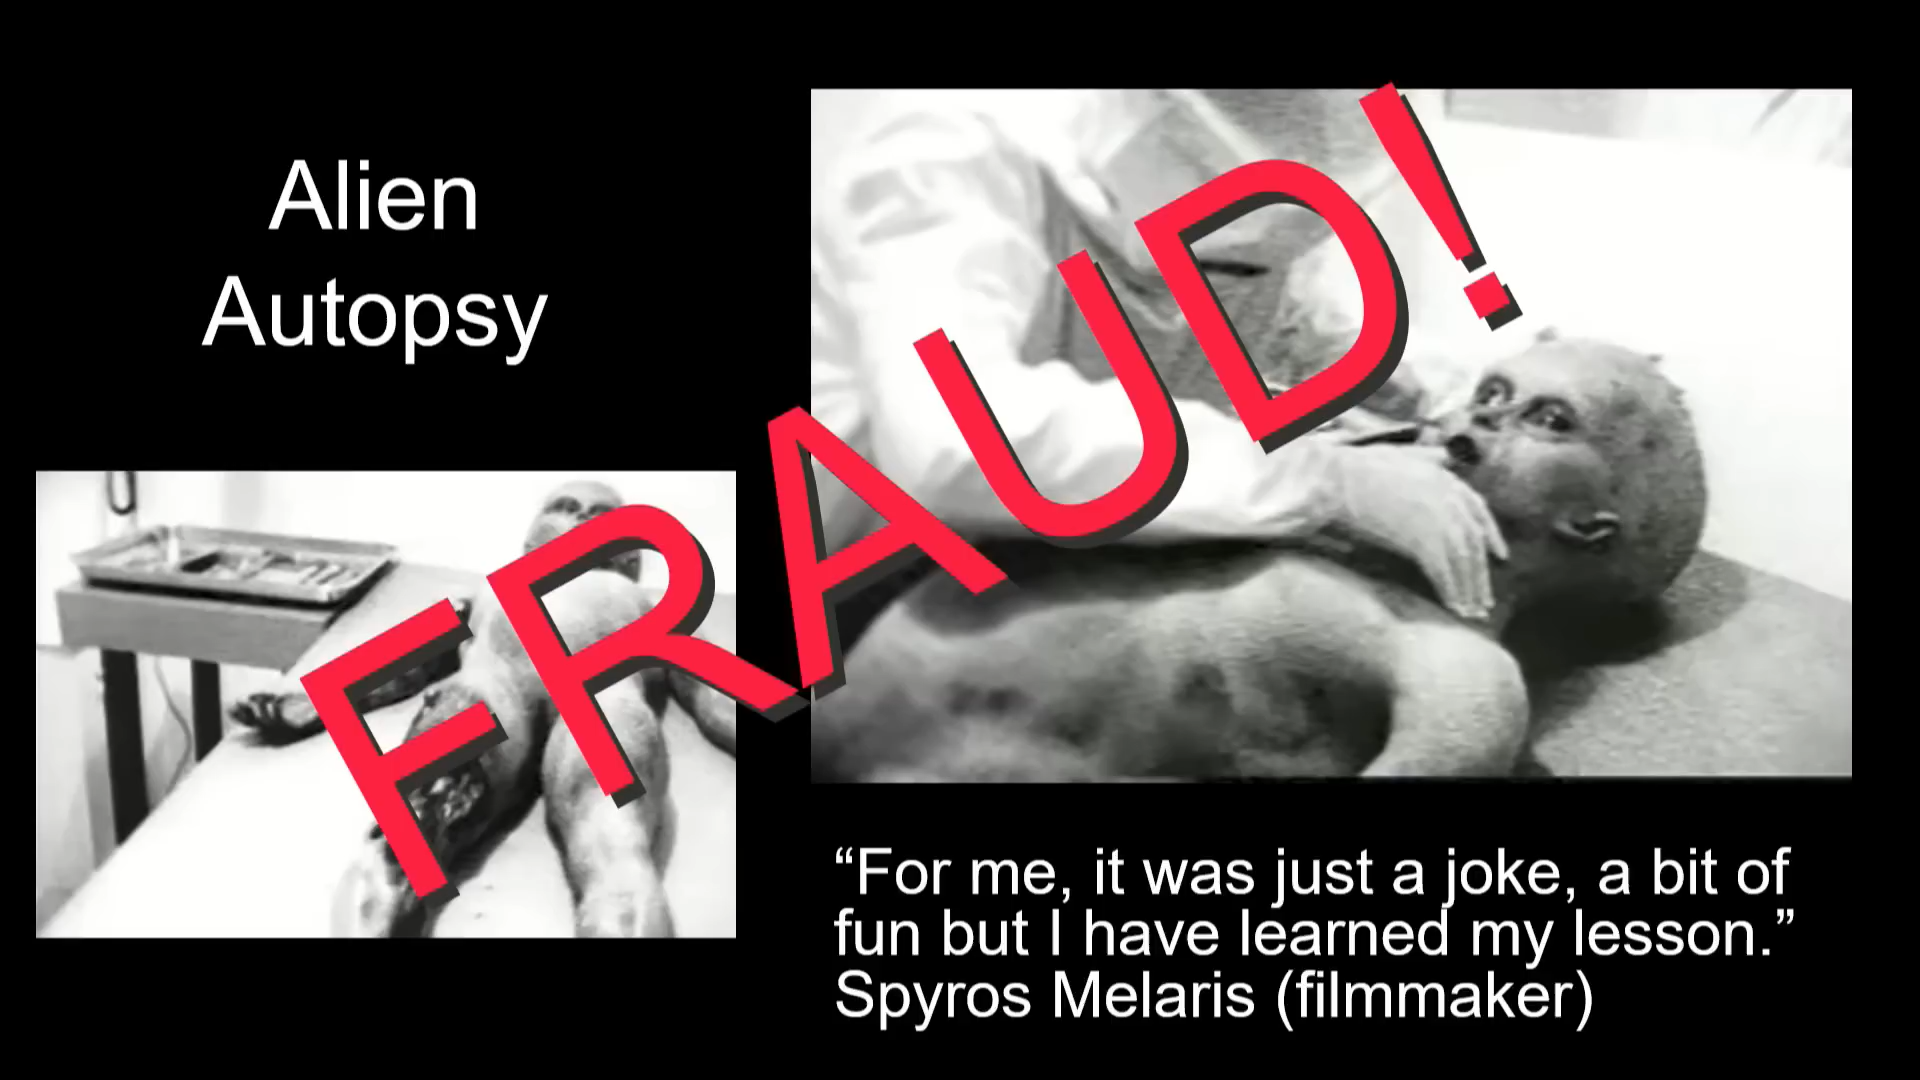 Alien
Autopsy
FRAUD!
“For me, it was just a joke, a bit of
fun but I have learned my lesson.”
Spyros Melaris (filmmaker)